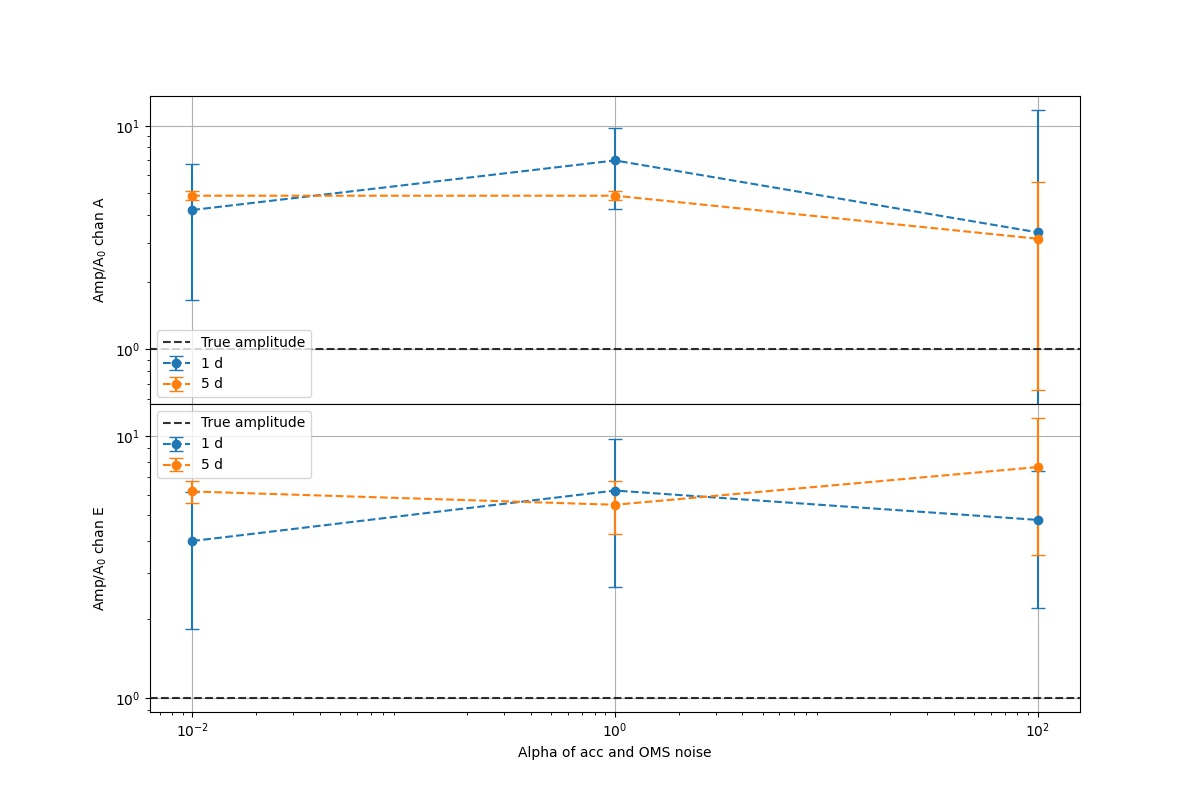 10¹
10⁰
Amp/A₀ chan A
True amplitude
1 d
5 d
10¹
10⁰
Amp/A₀ chan E
True amplitude
1 d
5 d
10⁻² 10⁰ 10²
Alpha of acc and OMS noise